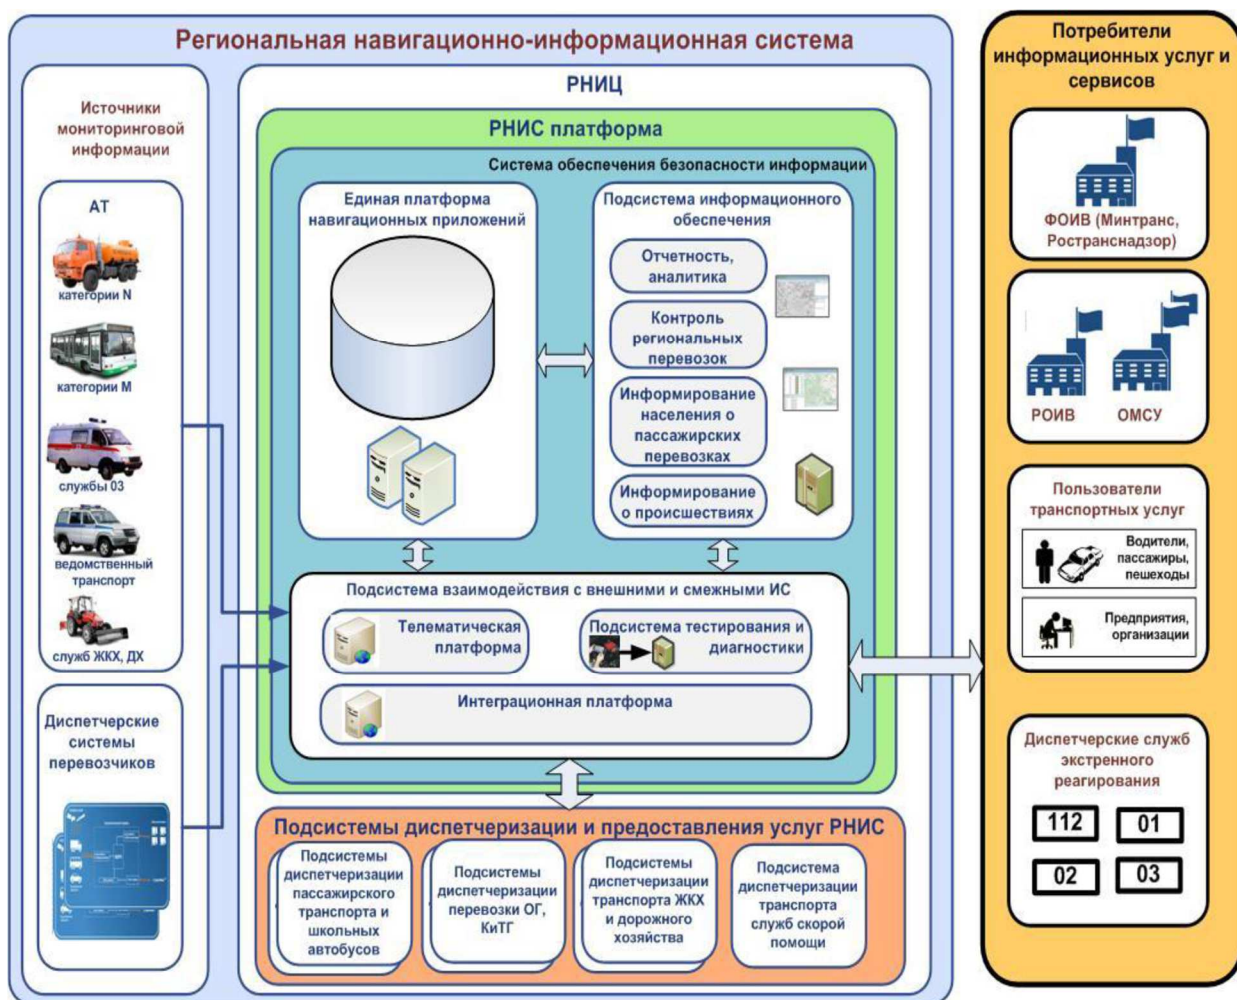 Региональная навигационно-информационная система
Источники
мониторинговой
информации
АТ
категории N
категории M
службы 03
ведомственный
транспорт
служб ЖКХ, ДХ
Диспетчерские
системы
перевозчиков
РНИЦ
РНИС платформа
Система обеспечения безопасности информации
Единая платформа
навигационных приложений
Подсистема информационного
обеспечения
Отчетность,
аналитика
Контроль
региональных
перевозок
Информирование
населения о
пассажирских
перевозках
Информирование
о происшествиях
Подсистема взаимодействия с внешними и смежными ИС
Телематическая
платформа
Подсистема тестирования и
диагностики
Интеграционная платформа
Подсистемы диспетчеризации и предоставления услуг РНИС
Подсистемы
диспетчеризации
пассажирского
транспорта и
школьных
автобусов
Подсистемы
диспетчеризации
перевозки ОГ,
КиТГ
Подсистемы
диспетчеризации
транспорта ЖКХ
и дорожного
хозяйства
Подсистема
диспетчеризации
транспорта
служб скорой
помощи
Потребители
информационных услуг и
сервисов
ФОИВ (Минтранс,
Ространснадзор)
РОИВ
ОМСУ
Пользователи
транспортных услуг
Водители,
пассажиры,
пешеходы
Предприятия,
организации
Диспетчерские служб
экстренного
реагирования
112
01
02
03